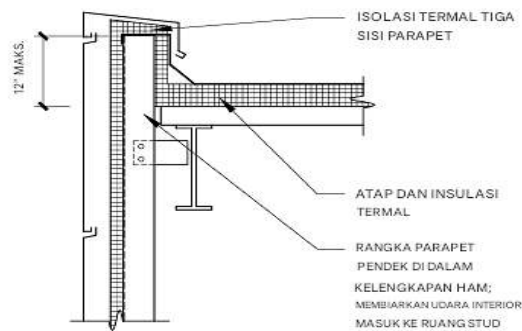 ISOLASI TERMAL TIGA
SISI PARAPET
12" MAKS.
ATAP DAN INSULASI
TERMAL
RANGKA PARAPET
PENDEK DI DALAM
KELENGKAPAN HAM;
MEMBIARKAN UDARA INTERIOR
MASUK KE RUANG STUD